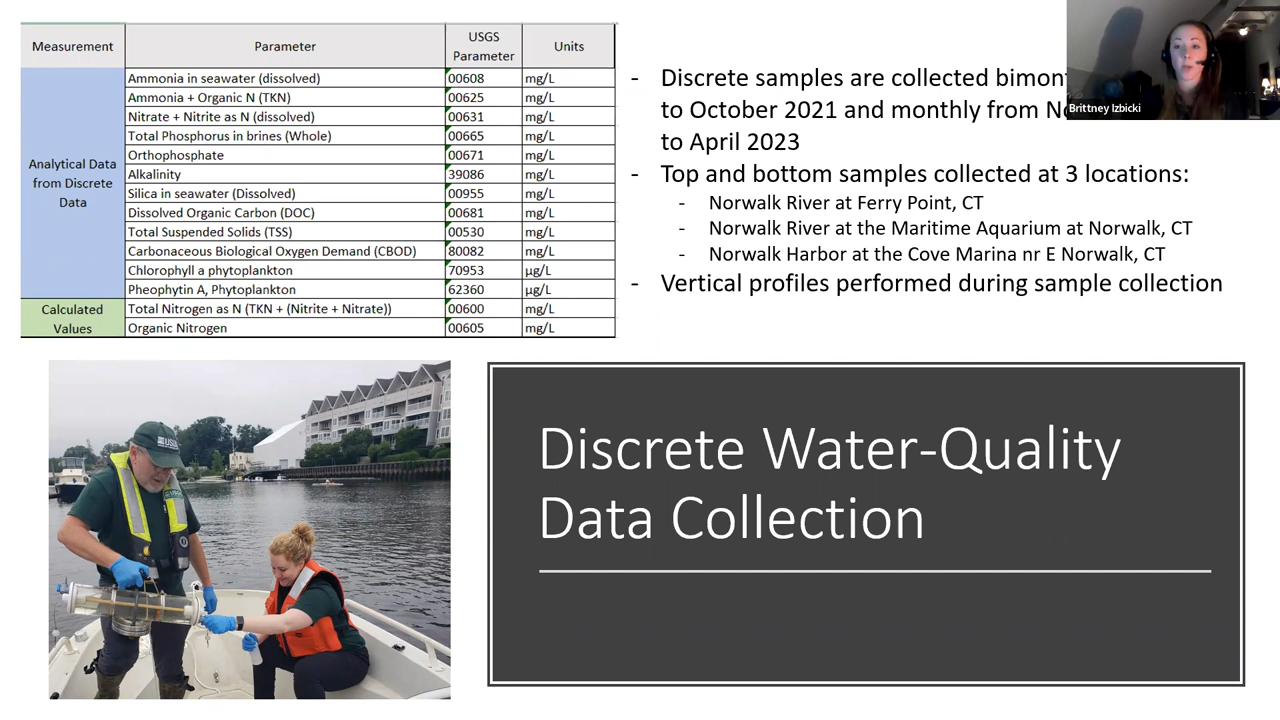 Measurement Parameter USGS Parameter Units
Analytical Data from Discrete Data
Ammonia in seawater (dissolved) 00608 mg/L
Ammonia + Organic N (TKN) 00625 mg/L
Nitrate + Nitrite as N (dissolved) 00631 mg/L
Total Phosphorus in brines (Whole) 00665 mg/L
Orthophosphate 00671 mg/L
Alkalinity 39086 mg/L
Silica in seawater (Dissolved) 00955 mg/L
Dissolved Organic Carbon (DOC) 00681 mg/L
Total Suspended Solids (TSS) 00530 mg/L
Carbonaceous Biological Oxygen Demand (CBOD) 80082 mg/L
Chlorophyll a phytoplankton 70953 µg/L
Pheophytin A, Phytoplankton 62360 µg/L
Calculated Values
Total Nitrogen as N (TKN + (Nitrite + Nitrate)) 00600 mg/L
Organic Nitrogen 00605 mg/L
- Discrete samples are collected
to October 2021 and monthly from
to April 2023
- Top and bottom samples collected at 3 locations:
- Norwalk River at Ferry Point, CT
- Norwalk River at the Maritime Aquarium at Norwalk, CT
- Norwalk Harbor at the Cove Marina nr E Norwalk, CT
- Vertical profiles performed during sample collection
Brittney Izbicki
USGS
Discrete Water-Quality
Data Collection